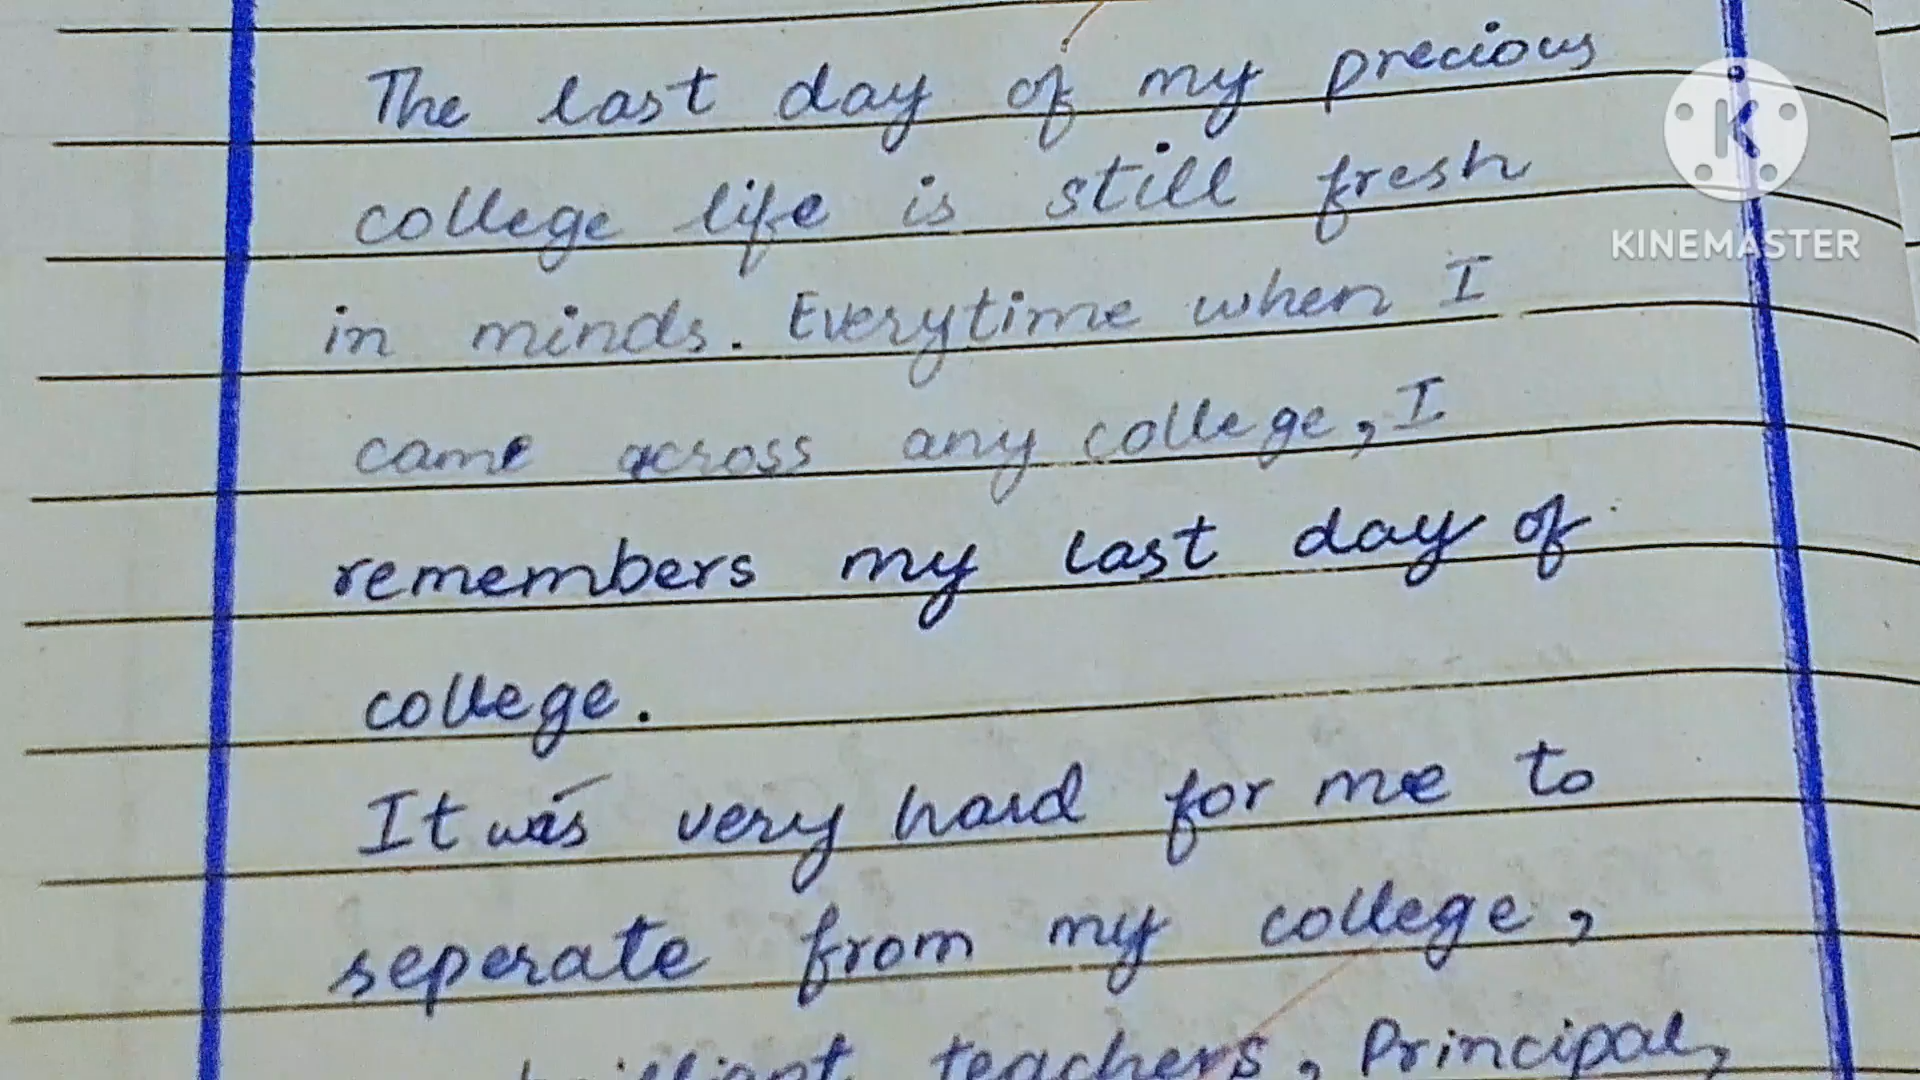 The last day of my precious
college life is still fresh
in minds. Everytime when I
came across any college, I
remembers my last day of
college.
It was very hard for me to
seperate from my college,
brilliant teachers, Principal,
K
KINEMASTER